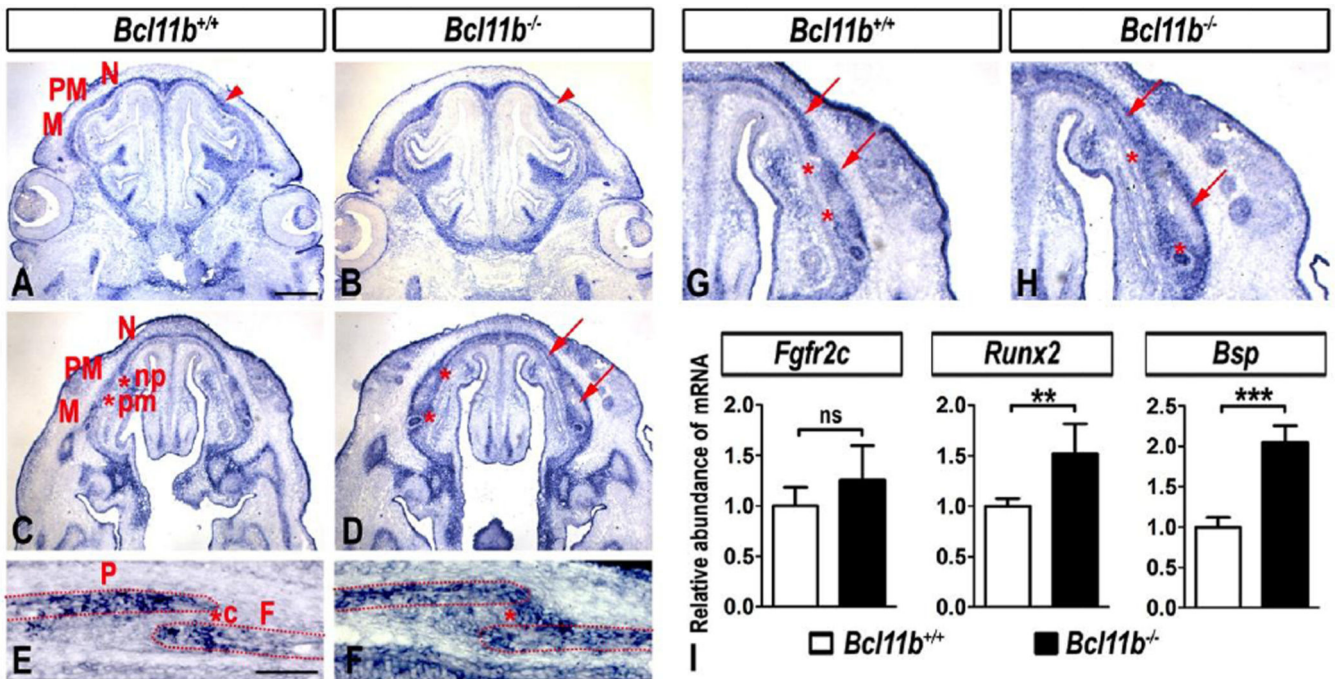 Bcl11b+/+
Bcl11b-/-
Bcl11b+/+
Bcl11b-/-
N
PM
M
A
B
G
*
*
H
*
*
N
PM
* np
M
* pm
C
*
*
D
P
*c
F
E
*
F
Fgfr2c
Runx2
Bsp
Relative abundance of mRNA
2.0
1.5
1.0
0.5
0.0
ns
2.0
1.5
1.0
0.5
0.0
**
2.5
2.0
1.5
1.0
0.5
0.0
***
I
Bcl11b+/+
Bcl11b-/-